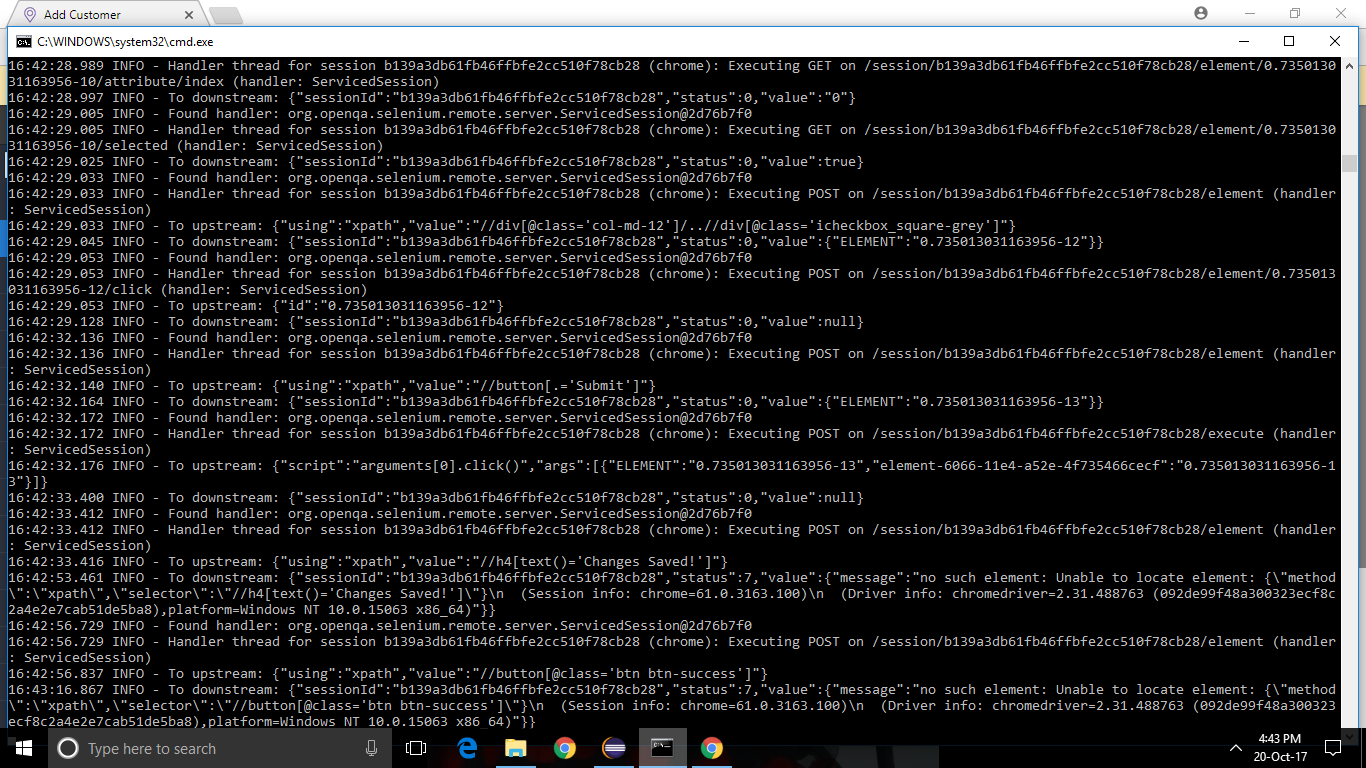 Add Customer
C:\WINDOWS\system32\cmd.exe
16:42:28.989 INFO - Handler thread for session b139a3db61fb46ffbfe2cc510f78cb28 (chrome): Executing GET on /session/b139a3db61fb46ffbfe2cc510f78cb28/element/0.7350130
31163956-10/attribute/index (handler: ServicedSession)
16:42:28.997 INFO - To downstream: {"sessionId":"b139a3db61fb46ffbfe2cc510f78cb28","status":0,"value":"0"}
16:42:29.005 INFO - Found handler: org.openqa.selenium.remote.server.ServicedSession@2d76b7f0
16:42:29.005 INFO - Handler thread for session b139a3db61fb46ffbfe2cc510f78cb28 (chrome): Executing GET on /session/b139a3db61fb46ffbfe2cc510f78cb28/element/0.7350130
31163956-10/selected (handler: ServicedSession)
16:42:29.025 INFO - To downstream: {"sessionId":"b139a3db61fb46ffbfe2cc510f78cb28","status":0,"value":true}
16:42:29.033 INFO - Found handler: org.openqa.selenium.remote.server.ServicedSession@2d76b7f0
16:42:29.033 INFO - Handler thread for session b139a3db61fb46ffbfe2cc510f78cb28 (chrome): Executing POST on /session/b139a3db61fb46ffbfe2cc510f78cb28/element (handler
: ServicedSession)
16:42:29.033 INFO - To upstream: {"using":"xpath","value":"//div[@class='col-md-12']/..//div[@class='icheckbox_square-grey']"}
16:42:29.045 INFO - To downstream: {"sessionId":"b139a3db61fb46ffbfe2cc510f78cb28","status":0,"value":{"ELEMENT":"0.735013031163956-12"}}
16:42:29.053 INFO - Found handler: org.openqa.selenium.remote.server.ServicedSession@2d76b7f0
16:42:29.053 INFO - Handler thread for session b139a3db61fb46ffbfe2cc510f78cb28 (chrome): Executing POST on /session/b139a3db61fb46ffbfe2cc510f78cb28/element/0.735013
031163956-12/click (handler: ServicedSession)
16:42:29.053 INFO - To upstream: {"id":"0.735013031163956-12"}
16:42:29.128 INFO - To downstream: {"sessionId":"b139a3db61fb46ffbfe2cc510f78cb28","status":0,"value":null}
16:42:32.136 INFO - Found handler: org.openqa.selenium.remote.server.ServicedSession@2d76b7f0
16:42:32.136 INFO - Handler thread for session b139a3db61fb46ffbfe2cc510f78cb28 (chrome): Executing POST on /session/b139a3db61fb46ffbfe2cc510f78cb28/element (handler
: ServicedSession)
16:42:32.140 INFO - To upstream: {"using":"xpath","value":"//button[.='Submit']"}
16:42:32.164 INFO - To downstream: {"sessionId":"b139a3db61fb46ffbfe2cc510f78cb28","status":0,"value":{"ELEMENT":"0.735013031163956-13"}}
16:42:32.172 INFO - Found handler: org.openqa.selenium.remote.server.ServicedSession@2d76b7f0
16:42:32.172 INFO - Handler thread for session b139a3db61fb46ffbfe2cc510f78cb28 (chrome): Executing POST on /session/b139a3db61fb46ffbfe2cc510f78cb28/execute (handler
: ServicedSession)
16:42:32.176 INFO - To upstream: {"script":"arguments[0].click()","args":[{"ELEMENT":"0.735013031163956-13","element-6066-11e4-a52e-4f735466cecf":"0.735013031163956-1
3"}]}
16:42:33.400 INFO - To downstream: {"sessionId":"b139a3db61fb46ffbfe2cc510f78cb28","status":0,"value":null}
16:42:33.412 INFO - Found handler: org.openqa.selenium.remote.server.ServicedSession@2d76b7f0
16:42:33.412 INFO - Handler thread for session b139a3db61fb46ffbfe2cc510f78cb28 (chrome): Executing POST on /session/b139a3db61fb46ffbfe2cc510f78cb28/element (handler
: ServicedSession)
16:42:33.416 INFO - To upstream: {"using":"xpath","value":"//h4[text()='Changes Saved!']"}
16:42:53.461 INFO - To downstream: {"sessionId":"b139a3db61fb46ffbfe2cc510f78cb28","status":7,"value":{"message":"no such element: Unable to locate element: {\"method
\":\"xpath\",\"selector\":\"//h4[text()='Changes Saved!']\"}\n  (Session info: chrome=61.0.3163.100)\n  (Driver info: chromedriver=2.31.488763 (092de99f48a300323ecf8c
2a4e2e7cab51de5ba8),platform=Windows NT 10.0.15063 x86_64)"}}
16:42:56.729 INFO - Found handler: org.openqa.selenium.remote.server.ServicedSession@2d76b7f0
16:42:56.729 INFO - Handler thread for session b139a3db61fb46ffbfe2cc510f78cb28 (chrome): Executing POST on /session/b139a3db61fb46ffbfe2cc510f78cb28/element (handler
: ServicedSession)
16:42:56.837 INFO - To upstream: {"using":"xpath","value":"//button[@class='btn btn-success']"}
16:43:16.867 INFO - To downstream: {"sessionId":"b139a3db61fb46ffbfe2cc510f78cb28","status":7,"value":{"message":"no such element: Unable to locate element: {\"method
\":\"xpath\",\"selector\":\"//button[@class='btn btn-success']\"}\n  (Session info: chrome=61.0.3163.100)\n  (Driver info: chromedriver=2.31.488763 (092de99f48a300323
ecf8c2a4e2e7cab51de5ba8),platform=Windows NT 10.0.15063 x86_64)"}}
Type here to search
4:43 PM
20-Oct-17